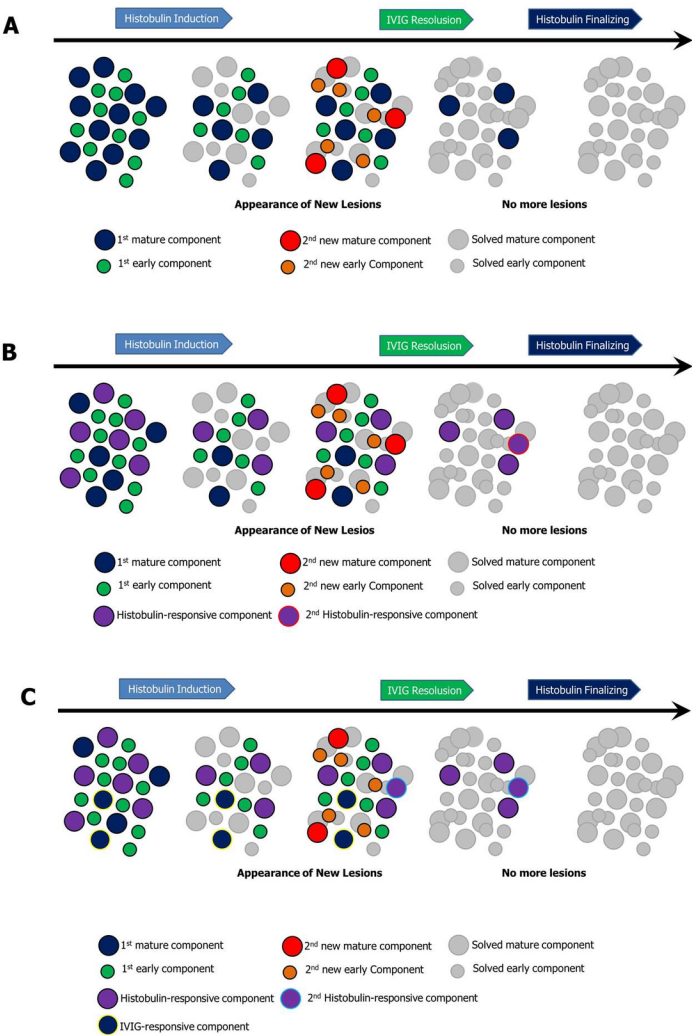 Histobulin Induction IVIG Resolusion Histobulin Finalizing
A
Appearance of New Lesions No more lesions
1st mature component 2nd new mature component Solved mature component
1st early component 2nd new early Component Solved early component
Histobulin Induction IVIG Resolusion Histobulin Finalizing
B
Appearance of New Lesios No more lesions
1st mature component 2nd new mature component Solved mature component
1st early component 2nd new early Component Solved early component
Histobulin-responsive component 2nd Histobulin-responsive component
Histobulin Induction IVIG Resolusion Histobulin Finalizing
C
Appearance of New Lesions No more lesions
1st mature component 2nd new mature component Solved mature component
1st early component 2nd new early Component Solved early component
Histobulin-responsive component 2nd Histobulin-responsive component
IVIG-responsive component